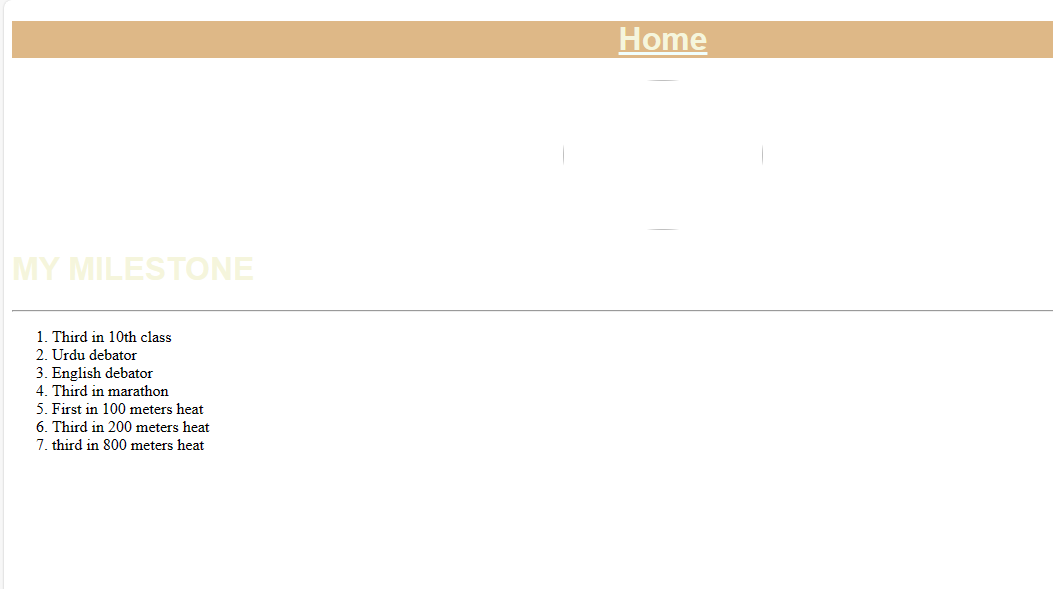 Home
MY MILESTONE
1. Third in 10th class
2. Urdu debator
3. English debator
4. Third in marathon
5. First in 100 meters heat
6. Third in 200 meters heat
7. third in 800 meters heat